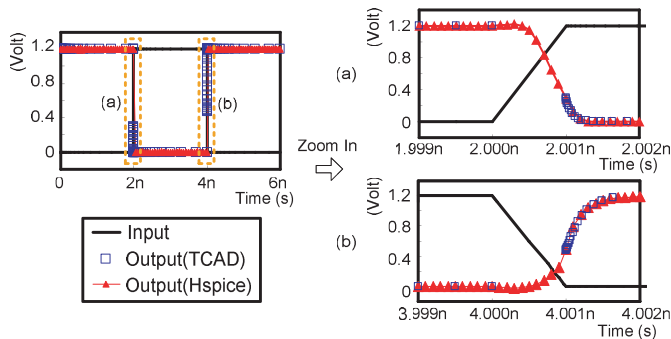 (Volt)
1.2
0.8
0.4
0
(a)
(b)
0
2n
4n
6n
Time (s)
Input
Output(TCAD)
Output(Hspice)
Zoom In
(a)
(Volt)
1.2
0.8
0.4
0
1.999n
2.000n
2.001n
2.002n
Time (s)
(b)
(Volt)
1.2
0.8
0.4
0
3.999n
4.000n
4.001n
4.002n
Time (s)